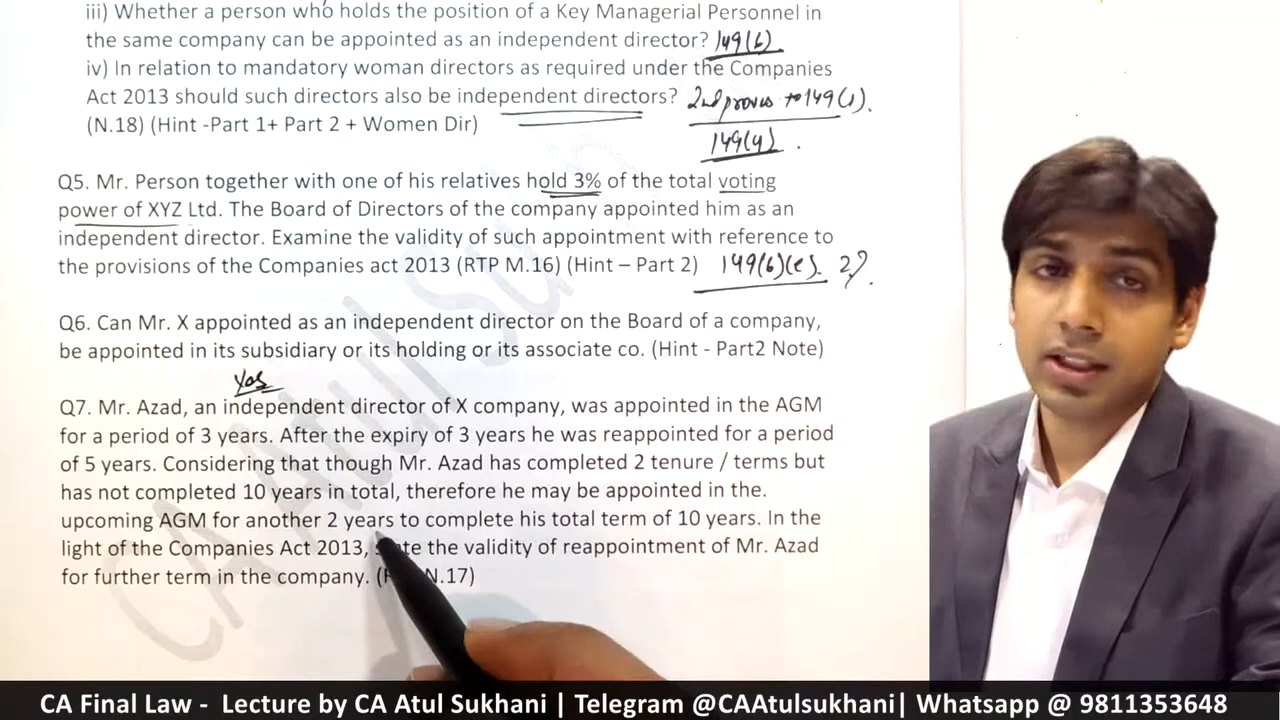 iii) Whether a person who holds the position of a Key Managerial Personnel in
the same company can be appointed as an independent director? 149(6)
iv) In relation to mandatory woman directors as required under the Companies
Act 2013 should such directors also be independent directors? 2nd proviso to 149(1).
(N.18) (Hint -Part 1+ Part 2 + Women Dir)
149(4).
Q5. Mr. Person together with one of his relatives hold 3% of the total voting
power of XYZ Ltd. The Board of Directors of the company appointed him as an
independent director. Examine the validity of such appointment with reference to
the provisions of the Companies act 2013 (RTP M.16) (Hint – Part 2) 149(6)(e).
Q6. Can Mr. X appointed as an independent director on the Board of a company,
be appointed in its subsidiary or its holding or its associate co. (Hint - Part2 Note)
Yes
Q7. Mr. Azad, an independent director of X company, was appointed in the AGM
for a period of 3 years. After the expiry of 3 years he was reappointed for a period
of 5 years. Considering that though Mr. Azad has completed 2 tenure / terms but
has not completed 10 years in total, therefore he may be appointed in the.
upcoming AGM for another 2 years to complete his total term of 10 years. In the
light of the Companies Act 2013, the validity of reappointment of Mr. Azad
for further term in the company. N.17)
CA Atul Su
CA Final Law - Lecture by CA Atul Sukhani | Telegram @CAAtulsukhani| Whatsapp @ 9811353648